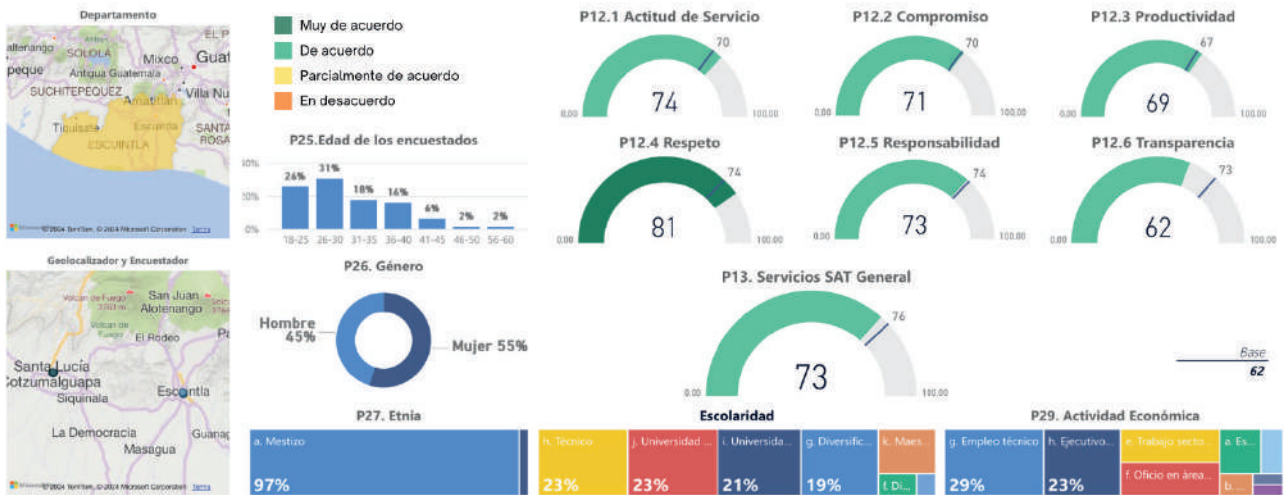 Departamento
SOLOLA
Mixco
Antigua Guatemala
SUCHITEPEQUEZ
Amatitlán
Villa Nu
Tiquisate
Escuintla
SANTA
ROSA
ESCUINTLA
© 2024 TomTom, © 2024 Microsoft Corporation Terms
Muy de acuerdo
De acuerdo
Parcialmente de acuerdo
En desacuerdo
P25.Edad de los encuestados
26%
31%
18%
16%
6%
2%
2%
0%
18-25
26-30
31-35
36-40
41-45
46-50
56-60
P12.1 Actitud de Servicio
70
74
0.00
100.00
P12.2 Compromiso
70
71
0.00
100.00
P12.3 Productividad
67
69
0.00
100.00
P12.4 Respeto
74
81
0.00
100.00
P12.5 Responsabilidad
74
73
0.00
100.00
P12.6 Transparencia
73
62
0.00
100.00
Geolocalizador y Encuestador
Volcan de Fuego
3763 m
San Juan
Alotenango
Volcan de
Fuego
El Rodeo
Santa Lucía
Cotzumalguapa
Siquinala
Escuintla
La Democracia
Masagua
Guanag
© 2024 TomTom, © 2024 Microsoft Corporation Terms
P26. Género
Hombre
45%
Mujer 55%
P13. Servicios SAT General
76
73
0.00
100.00
Base
62
P27. Etnia
a. Mestizo
97%
Escolaridad
h. Técnico
23%
j. Universidad ...
23%
i. Universida...
21%
g. Diversific...
19%
k. Maes...
f. Di...
P29. Actividad Económica
g. Empleo técnico
29%
h. Ejecutivo...
23%
e. Trabajo secto...
f. Oficio en área...
a. Es...
b. ...